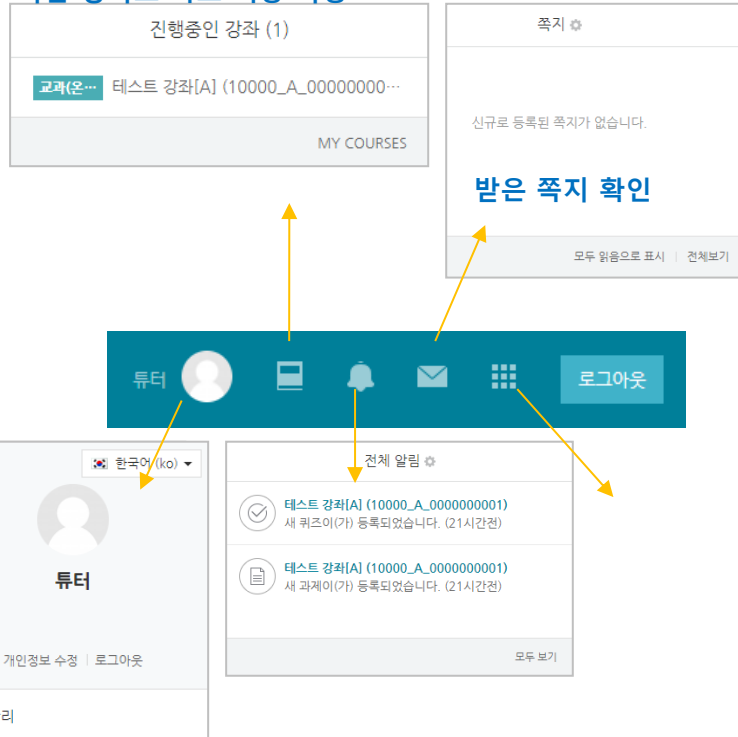 진행중인 강좌 (1)
교과(온… 테스트 강좌[A] (10000_A_00000000…
MY COURSES
쪽지
신규로 등록된 쪽지가 없습니다.
받은 쪽지 확인
모두 읽음으로 표시 | 전체보기
튜터
로그아웃
한국어 (ko)
튜터
개인정보 수정 | 로그아웃
리
전체 알림
테스트 강좌[A] (10000_A_0000000001)
새 퀴즈이(가) 등록되었습니다. (21시간전)
테스트 강좌[A] (10000_A_0000000001)
새 과제이(가) 등록되었습니다. (21시간전)
모두 보기